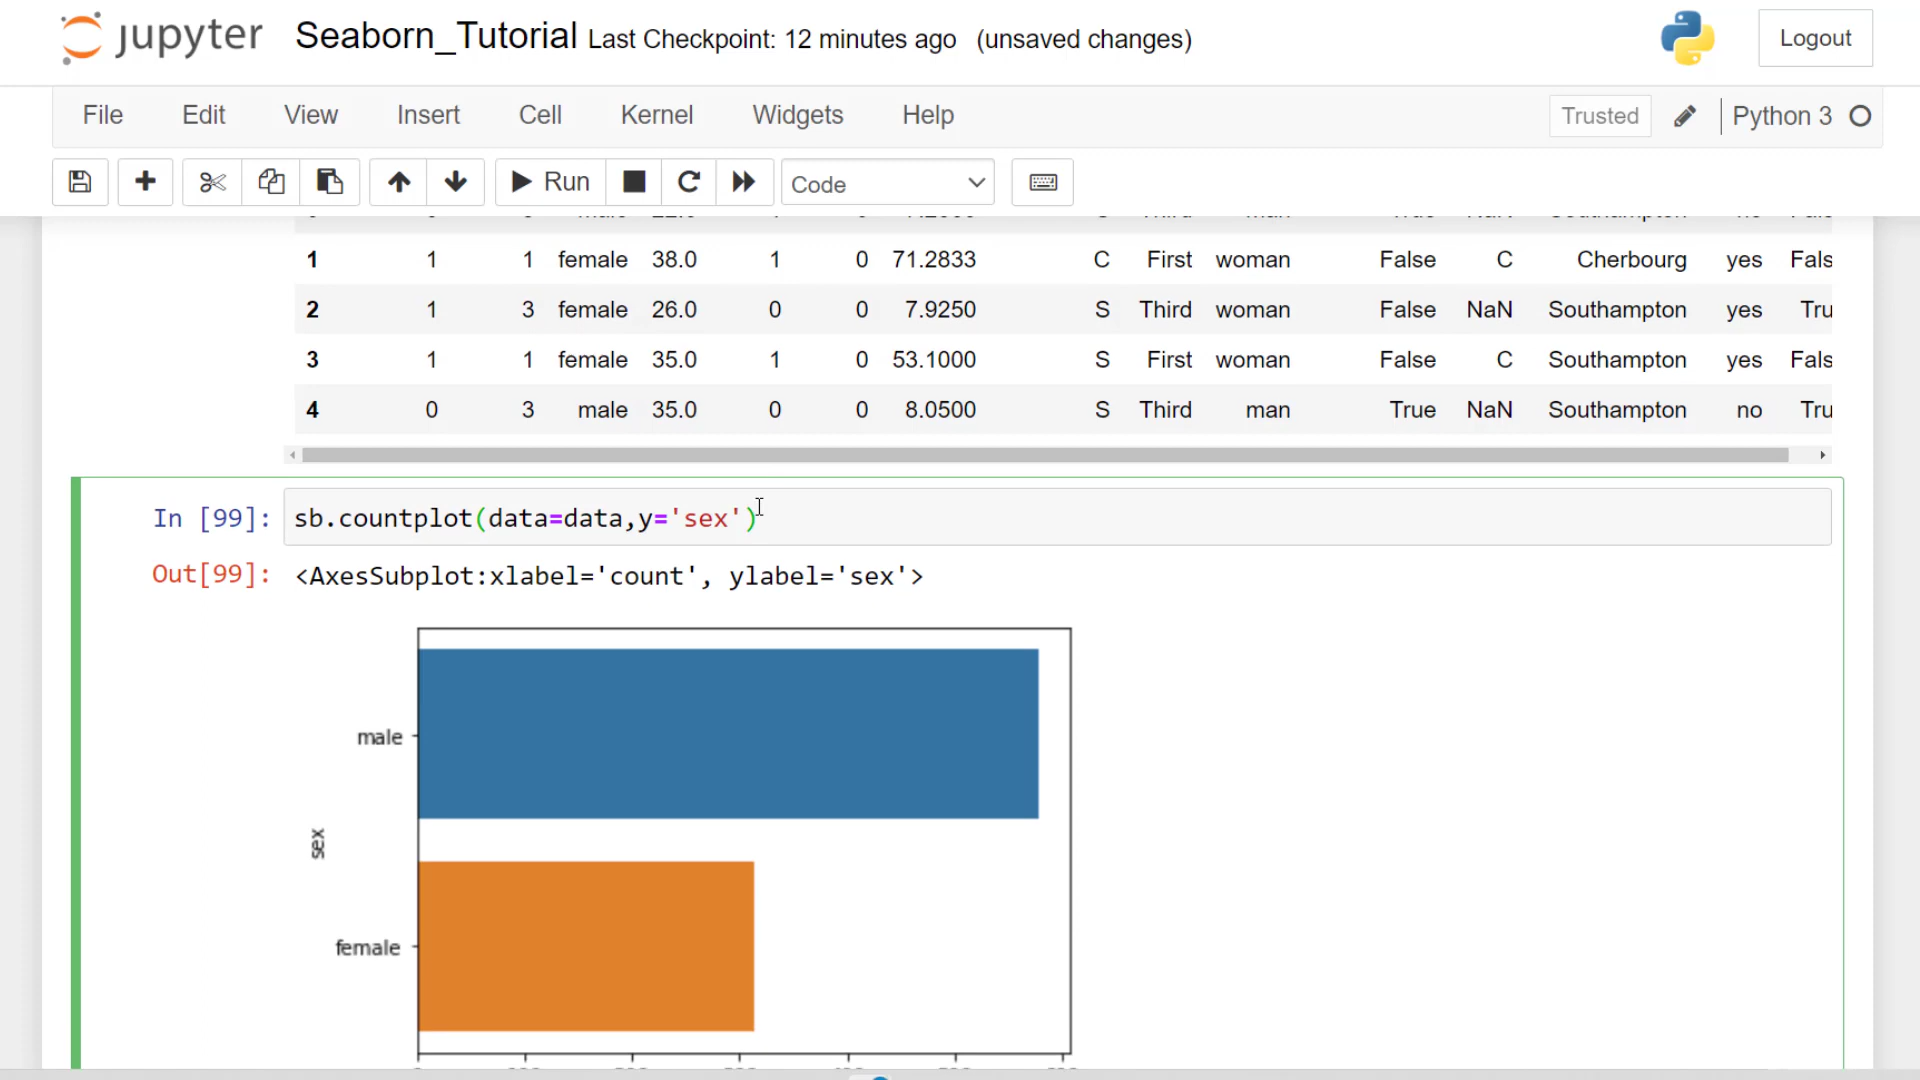 jupyter Seaborn_Tutorial Last Checkpoint: 12 minutes ago (unsaved changes) Logout
File Edit View Insert Cell Kernel Widgets Help Trusted Python 3
Run Code
1 1 1 female 38.0 1 0 71.2833 C First woman False C Cherbourg yes Fals
2 1 3 female 26.0 0 0 7.9250 S Third woman False NaN Southampton yes Tru
3 1 1 female 35.0 1 0 53.1000 S First woman False C Southampton yes Fals
4 0 3 male 35.0 0 0 8.0500 S Third man True NaN Southampton no Tru
In [99]: sb.countplot(data=data,y='sex')
Out[99]: <AxesSubplot:xlabel='count', ylabel='sex'>
male
sex
female